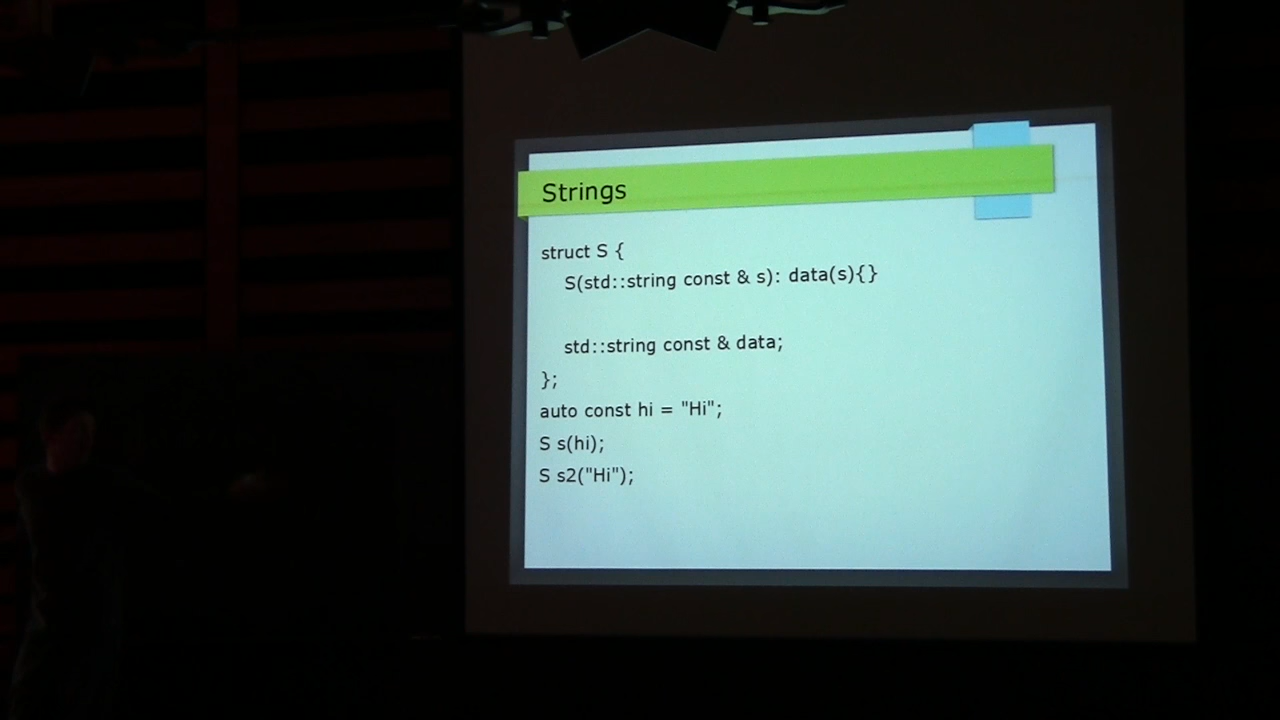 Strings
struct S {
S(std::string const & s): data(s){}
std::string const & data;
};
auto const hi = "Hi";
S s(hi);
S s2("Hi");